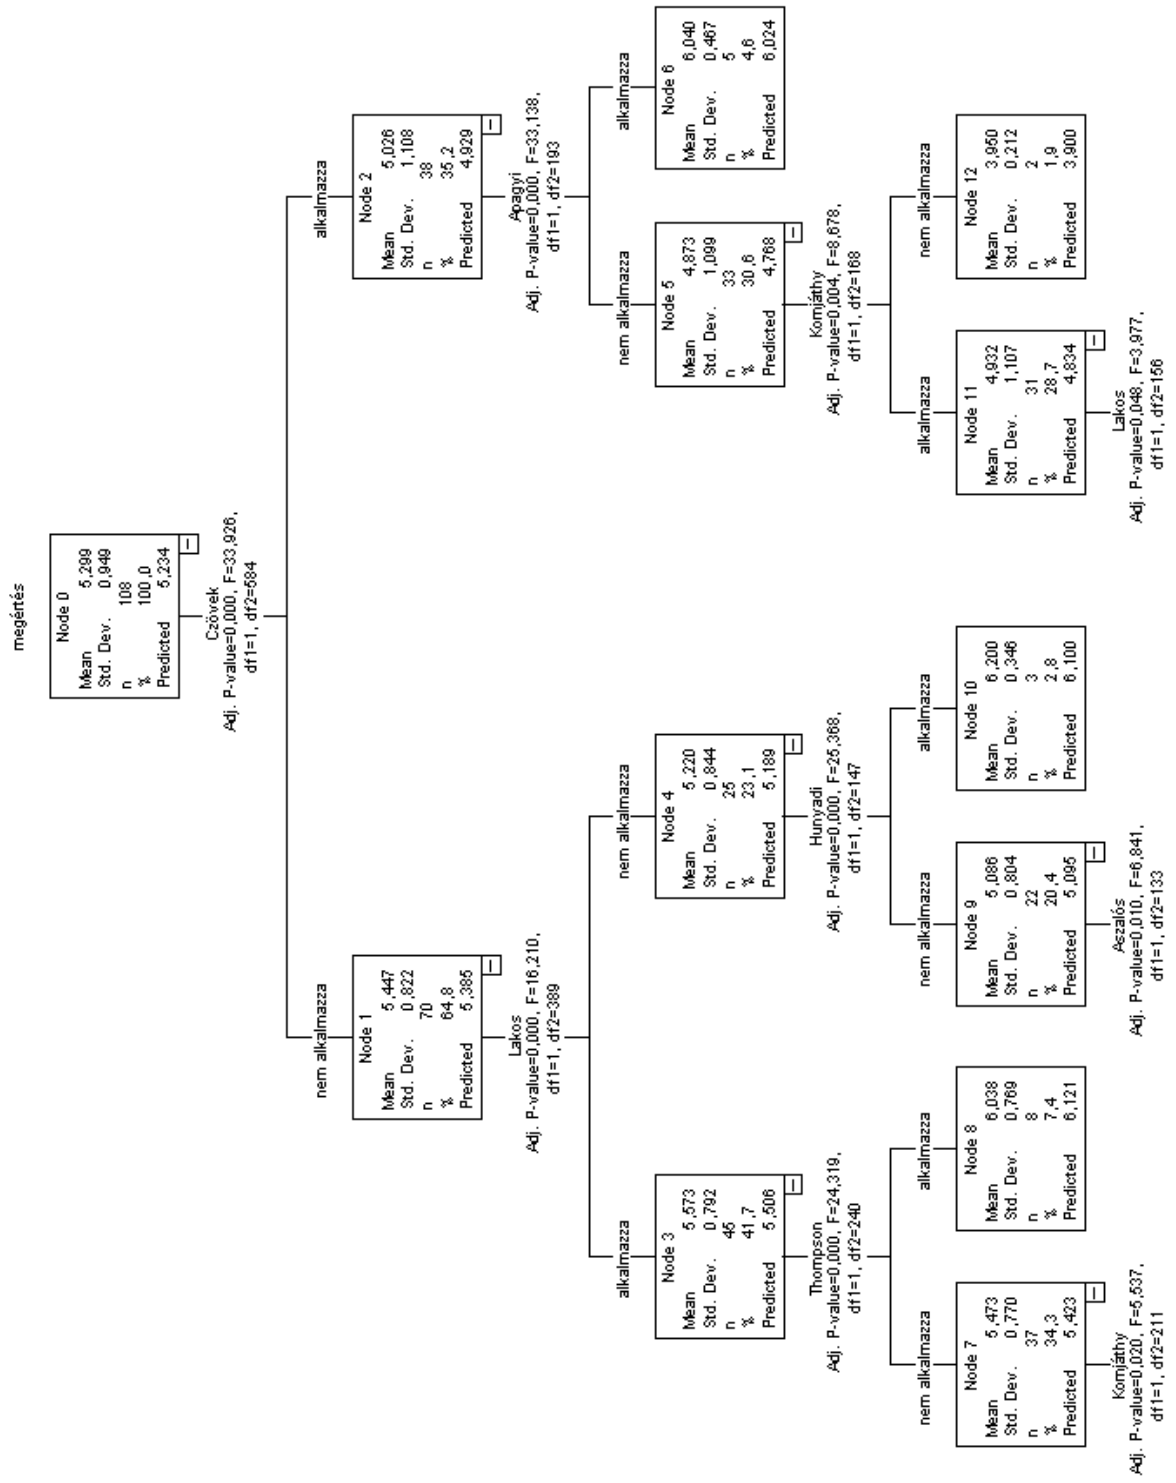 megértés
Node 0
Mean 5,299
Std. Dev. 0,949
n 108
% 100,0
Predicted 5,234
Czövek
Adj. P-value=0,000, F=33,926,
df1=1, df2=584
nem alkalmazza
Node 1
Mean 5,447
Std. Dev. 0,822
n 70
% 64,8
Predicted 5,385
Lakos
Adj. P-value=0,000, F=16,210,
df1=1, df2=389
alkalmazza
Node 2
Mean 5,026
Std. Dev. 1,108
n 38
% 35,2
Predicted 4,929
Apagyi
Adj. P-value=0,000, F=33,138,
df1=1, df2=193
alkalmazza
Node 3
Mean 5,573
Std. Dev. 0,792
n 45
% 41,7
Predicted 5,506
Thompson
Adj. P-value=0,000, F=24,319,
df1=1, df2=240
nem alkalmazza
Node 4
Mean 5,220
Std. Dev. 0,844
n 25
% 23,1
Predicted 5,189
Hunyadi
Adj. P-value=0,000, F=25,368,
df1=1, df2=147
nem alkalmazza
Node 5
Mean 4,873
Std. Dev. 1,099
n 33
% 30,6
Predicted 4,768
Komjáthy
Adj. P-value=0,004, F=8,678,
df1=1, df2=168
alkalmazza
Node 6
Mean 6,040
Std. Dev. 0,467
n 5
% 4,6
Predicted 6,024
nem alkalmazza
Node 7
Mean 5,473
Std. Dev. 0,770
n 37
% 34,3
Predicted 5,423
Komjáthy
Adj. P-value=0,020, F=5,537,
df1=1, df2=211
alkalmazza
Node 8
Mean 6,038
Std. Dev. 0,769
n 8
% 7,4
Predicted 6,121
nem alkalmazza
Node 9
Mean 5,086
Std. Dev. 0,804
n 22
% 20,4
Predicted 5,095
Aszalós
Adj. P-value=0,010, F=6,841,
df1=1, df2=133
alkalmazza
Node 10
Mean 6,200
Std. Dev. 0,346
n 3
% 2,8
Predicted 6,100
alkalmazza
Node 11
Mean 4,932
Std. Dev. 1,107
n 31
% 28,7
Predicted 4,834
Lakos
Adj. P-value=0,048, F=3,977,
df1=1, df2=156
nem alkalmazza
Node 12
Mean 3,950
Std. Dev. 0,212
n 2
% 1,9
Predicted 3,900